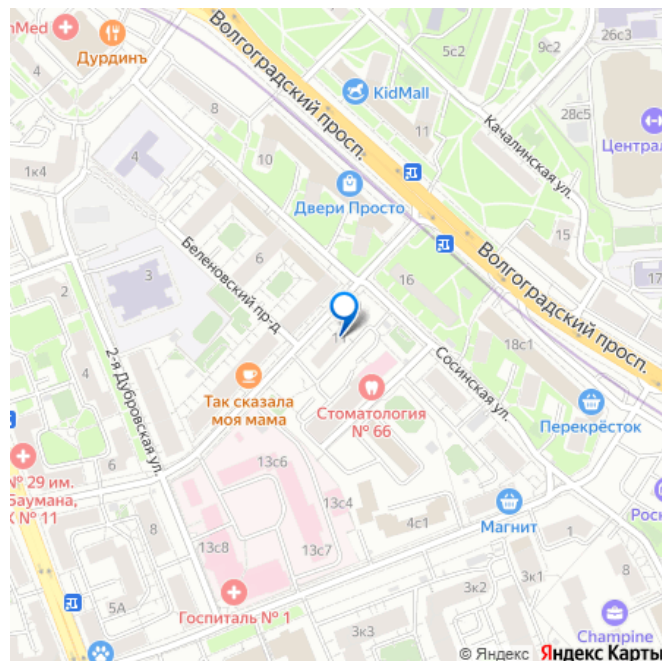 nMed
Дурдинъ
4
Волгоградский просп.
5с2
9с2
26с3
KidMall
28с5
8
11
Качалинская ул.
Централ
4
10
1к4
Двери Просто
Волгоградский просп.
15
Беленовский пр-д
6
16
17
3
2
11
18с1
2-я Дубровская ул.
Сосинская ул.
Так сказала
моя мама
Стоматология
№ 66
Перекрёсток
№ 29 им.
Баумана,
К № 11
6
13с6
13с4
4с1
Магнит
Роск
8
13с8
13с7
1
3к1
8
5А
Госпиталь № 1
3к2
3к3
Champine
© Яндекс Яндекс Карты